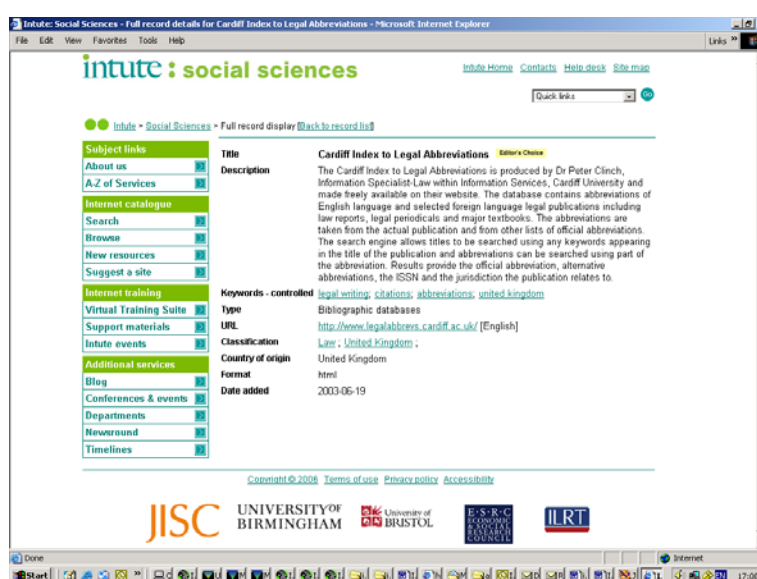 Intute: Social Sciences - Full record details for Cardiff Index to Legal Abbreviations - Microsoft Internet Explorer
File Edit View Favorites Tools Help
Links »
intute : social sciences
Intute Home Contacts Help desk Site map
Quick links
Go
Intute > Social Sciences > Full record display [Back to record list]
Subject links
About us
A-Z of Services
Internet catalogue
Search
Browse
New resources
Suggest a site
Internet training
Virtual Training Suite
Support materials
Intute events
Additional services
Blog
Conferences & events
Departments
Newsround
Timelines
Title Cardiff Index to Legal Abbreviations Editor's Choice
Description The Cardiff Index to Legal Abbreviations is produced by Dr Peter Clinch,
Information Specialist-Law within Information Services, Cardiff University and
made freely available on their website. The database contains abbreviations of
English language and selected foreign language legal publications including
law reports, legal periodicals and major textbooks. The abbreviations are
taken from the actual publication and from other lists of official abbreviations.
The search engine allows titles to be searched using any keywords appearing
in the title of the publication and abbreviations can be searched using part of
the abbreviation. Results provide the official abbreviation, alternative
abbreviations, the ISSN and the jurisdiction the publication relates to.
Keywords - controlled legal writing; citations; abbreviations; united kingdom
Type Bibliographic databases
URL http://www.legalabbrevs.cardiff.ac.uk/ [English]
Classification Law ; United Kingdom ;
Country of origin United Kingdom
Format html
Date added 2003-06-19
Copyright © 2006 Terms of use Privacy policy Accessibility
JISC
UNIVERSITY OF
BIRMINGHAM
University of
BRISTOL
E·S·R·C
ECONOMIC
& SOCIAL
RESEARCH
COUNCIL
ILRT
Done
Internet
Start
EN
17:00